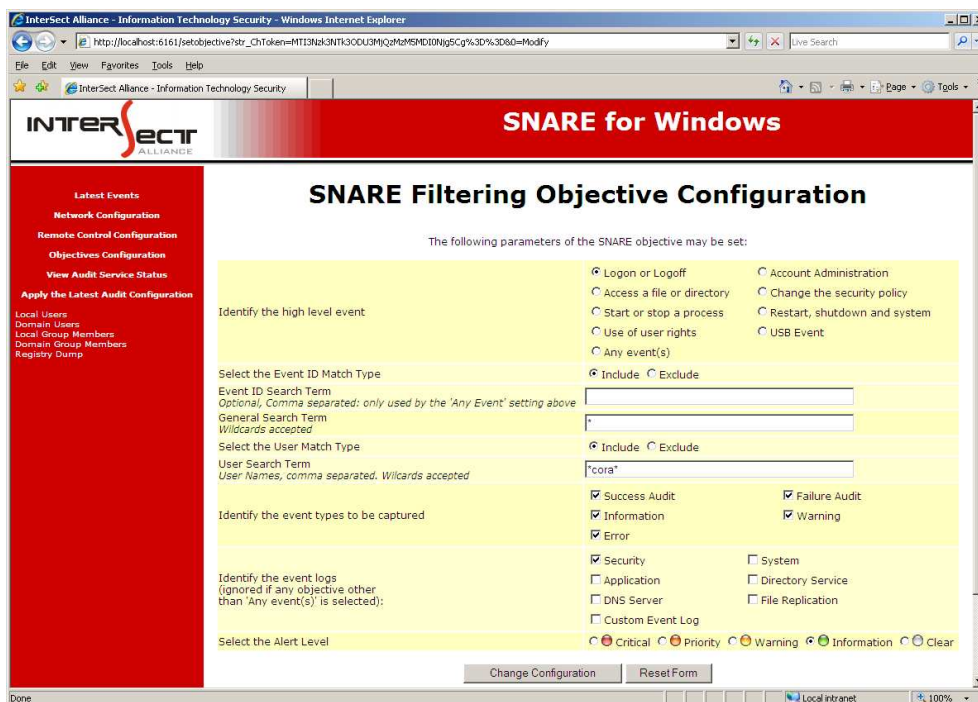 InterSect Alliance - Information Technology Security - Windows Internet Explorer
Live Search
File Edit View Favorites Tools Help
InterSect Alliance - Information Technology Security
Page Tools
INTERSECT
ALLIANCE
SNARE for Windows
Latest Events
Network Configuration
Remote Control Configuration
Objectives Configuration
View Audit Service Status
Apply the Latest Audit Configuration
Local Users
Domain Users
Local Group Members
Domain Group Members
Registry Dump
SNARE Filtering Objective Configuration
The following parameters of the SNARE objective may be set:
Identify the high level event
Logon or Logoff Account Administration
Access a file or directory Change the security policy
Start or stop a process Restart, shutdown and system
Use of user rights USB Event
Any event(s)
Select the Event ID Match Type Include Exclude
Event ID Search Term
Optional, Comma separated: only used by the 'Any Event' setting above
General Search Term *
Wildcards accepted
Select the User Match Type Include Exclude
User Search Term *cora*
User Names, comma separated. Wilcards accepted
Identify the event types to be captured
Success Audit Failure Audit
Information Warning
Error
Identify the event logs
(ignored if any objective other
than 'Any event(s)' is selected):
Security System
Application Directory Service
DNS Server File Replication
Custom Event Log
Select the Alert Level Critical Priority Warning Information Clear
Change Configuration Reset Form
Done Local intranet 100%